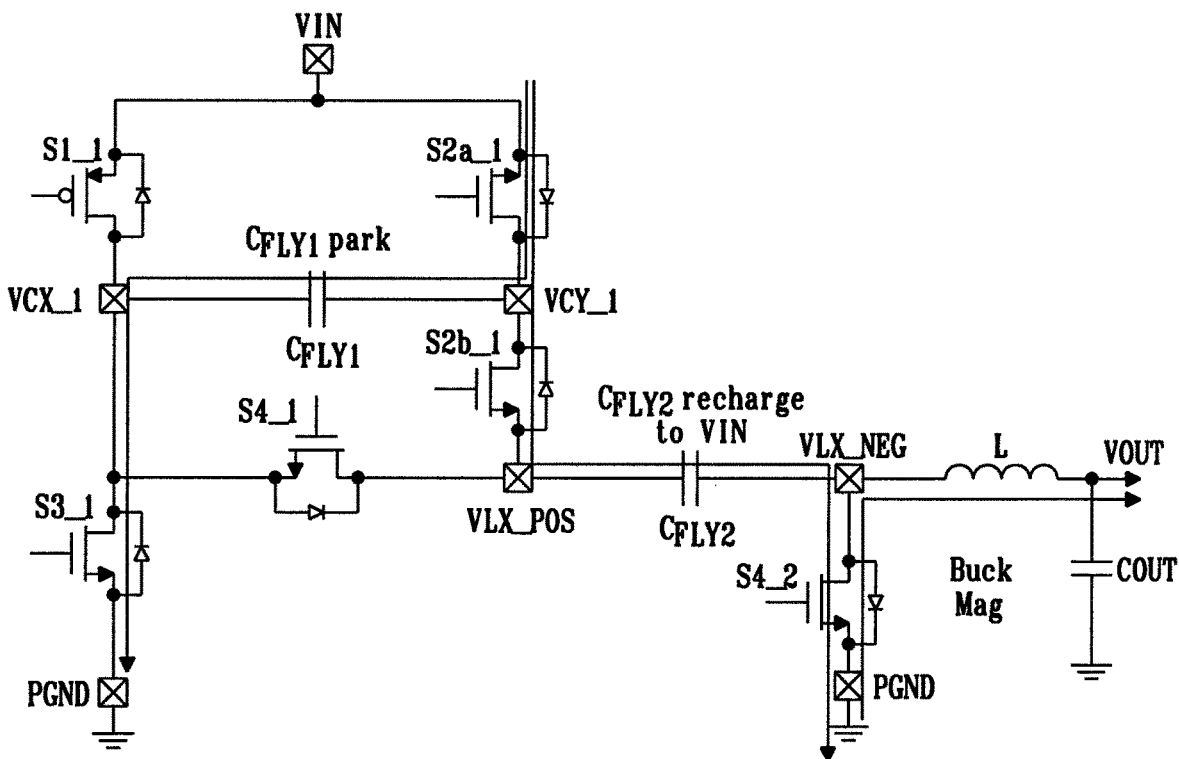 VIN
S1_1
S2a_1
CFLY1 park
VCX_1
VCY_1
CFLY1
S2b_1
S4_1
CFLY2 recharge
to VIN
VLX_NEG
L
VOUT
S3_1
VLX_POS
CFLY2
S4_2
Buck
Mag
COUT
PGND
PGND